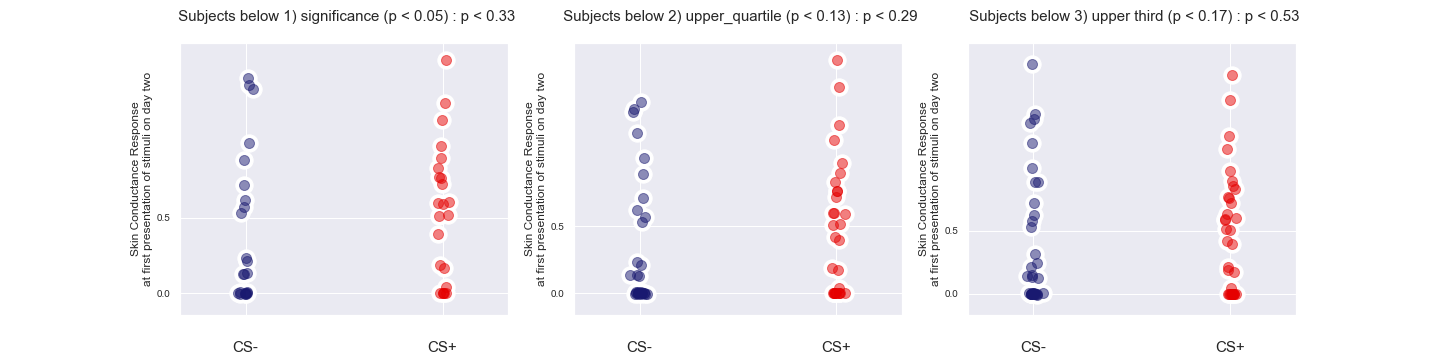 Subjects below 1) significance (p < 0.05) : p < 0.33
Skin Conductance Response
at first presentation of stimuli on day two
0.5
0.0
CS-
CS+
Subjects below 2) upper_quartile (p < 0.13) : p < 0.29
Skin Conductance Response
at first presentation of stimuli on day two
0.5
0.0
CS-
CS+
Subjects below 3) upper third (p < 0.17) : p < 0.53
Skin Conductance Response
at first presentation of stimuli on day two
0.5
0.0
CS-
CS+